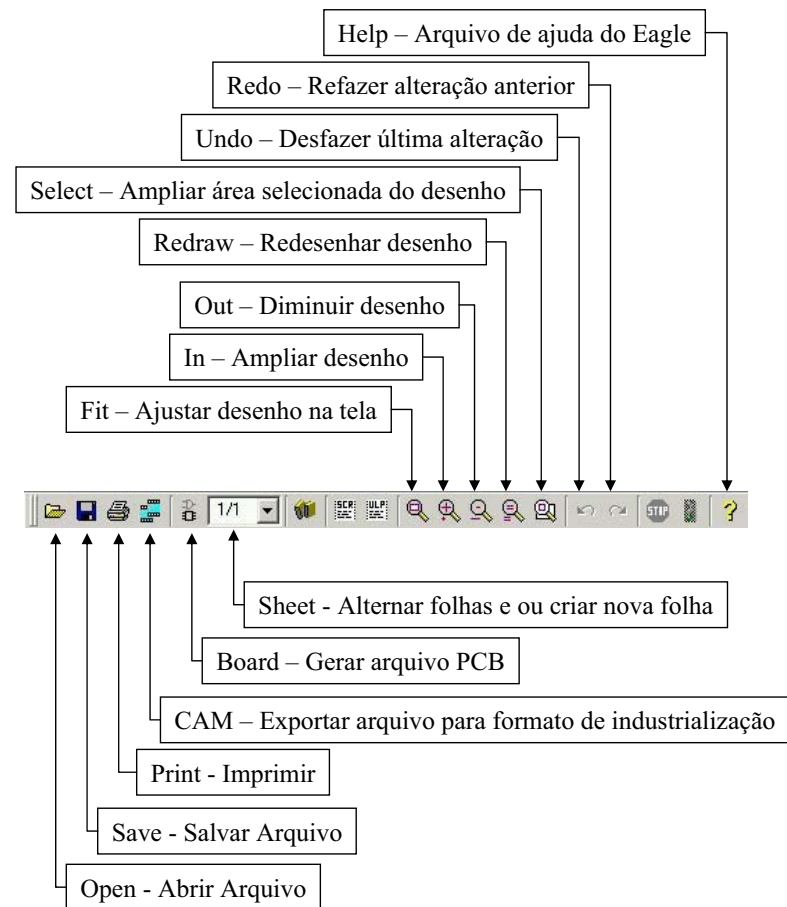 Help – Arquivo de ajuda do Eagle
Redo – Refazer alteração anterior
Undo – Desfazer última alteração
Select – Ampliar área selecionada do desenho
Redraw – Redesenhar desenho
Out – Diminuir desenho
In – Ampliar desenho
Fit – Ajustar desenho na tela
1/1
SCR
ULP
STOP
?
Sheet - Alternar folhas e ou criar nova folha
Board – Gerar arquivo PCB
CAM – Exportar arquivo para formato de industrialização
Print - Imprimir
Save - Salvar Arquivo
Open - Abrir Arquivo